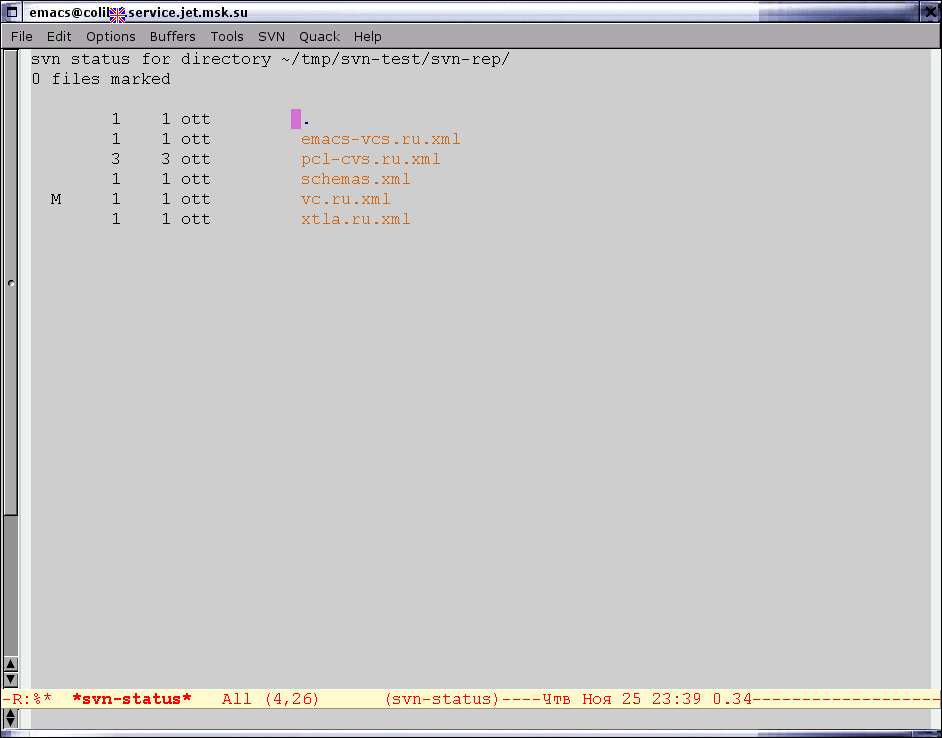 emacs@coli .service.jet.msk.su
File Edit Options Buffers Tools SVN Quack Help
svn status for directory ~/tmp/svn-test/svn-rep/
0 files marked
1 1 ott .
1 1 ott emacs-vcs.ru.xml
3 3 ott pcl-cvs.ru.xml
1 1 ott schemas.xml
M 1 1 ott vc.ru.xml
1 1 ott xtla.ru.xml
-R:%* *svn-status* All (4,26) (svn-status)----Чтв Ноя 25 23:39 0.34-------------------